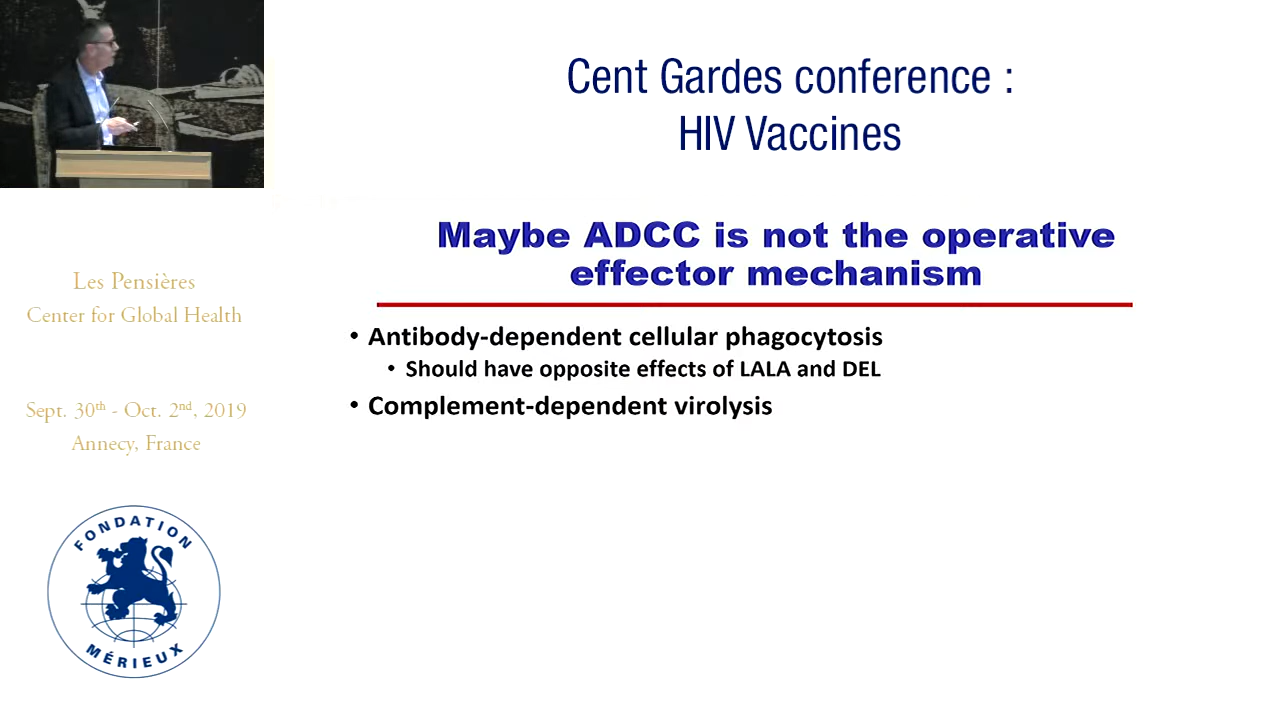 Cent Gardes conference :
HIV Vaccines
Maybe ADCC is not the operative
effector mechanism
• Antibody-dependent cellular phagocytosis
• Should have opposite effects of LALA and DEL
• Complement-dependent virolysis
Les Pensières
Center for Global Health
Sept. 30th - Oct. 2nd, 2019
Annecy, France
FONDATION
MÉRIEUX